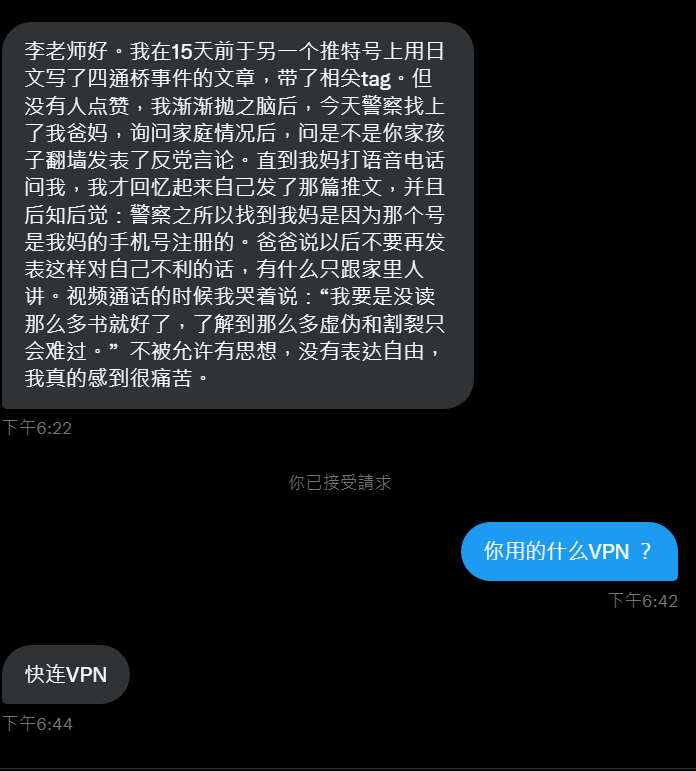 李老师好。我在15天前于另一个推特号上用日
文写了四通桥事件的文章，带了相关tag。但
没有人点赞，我渐渐抛之脑后，今天警察找上
了我爸妈，询问家庭情况后，问是不是你家孩
子翻墙发表了反党言论。直到我妈打语音电话
问我，我才回忆起来自己发了那篇推文，并且
后知后觉：警察之所以找到我妈是因为那个号
是我妈的手机号注册的。爸爸说以后不要再发
表这样对自己不利的话，有什么只跟家里人
讲。视频通话的时候我哭着说：“我要是没读
那么多书就好了，了解到那么多虚伪和割裂只
会难过。” 不被允许有思想，没有表达自由，
我真的感到很痛苦。
下午6:22
你已接受請求
你用的什么VPN ？
下午6:42
快连VPN
下午6:44